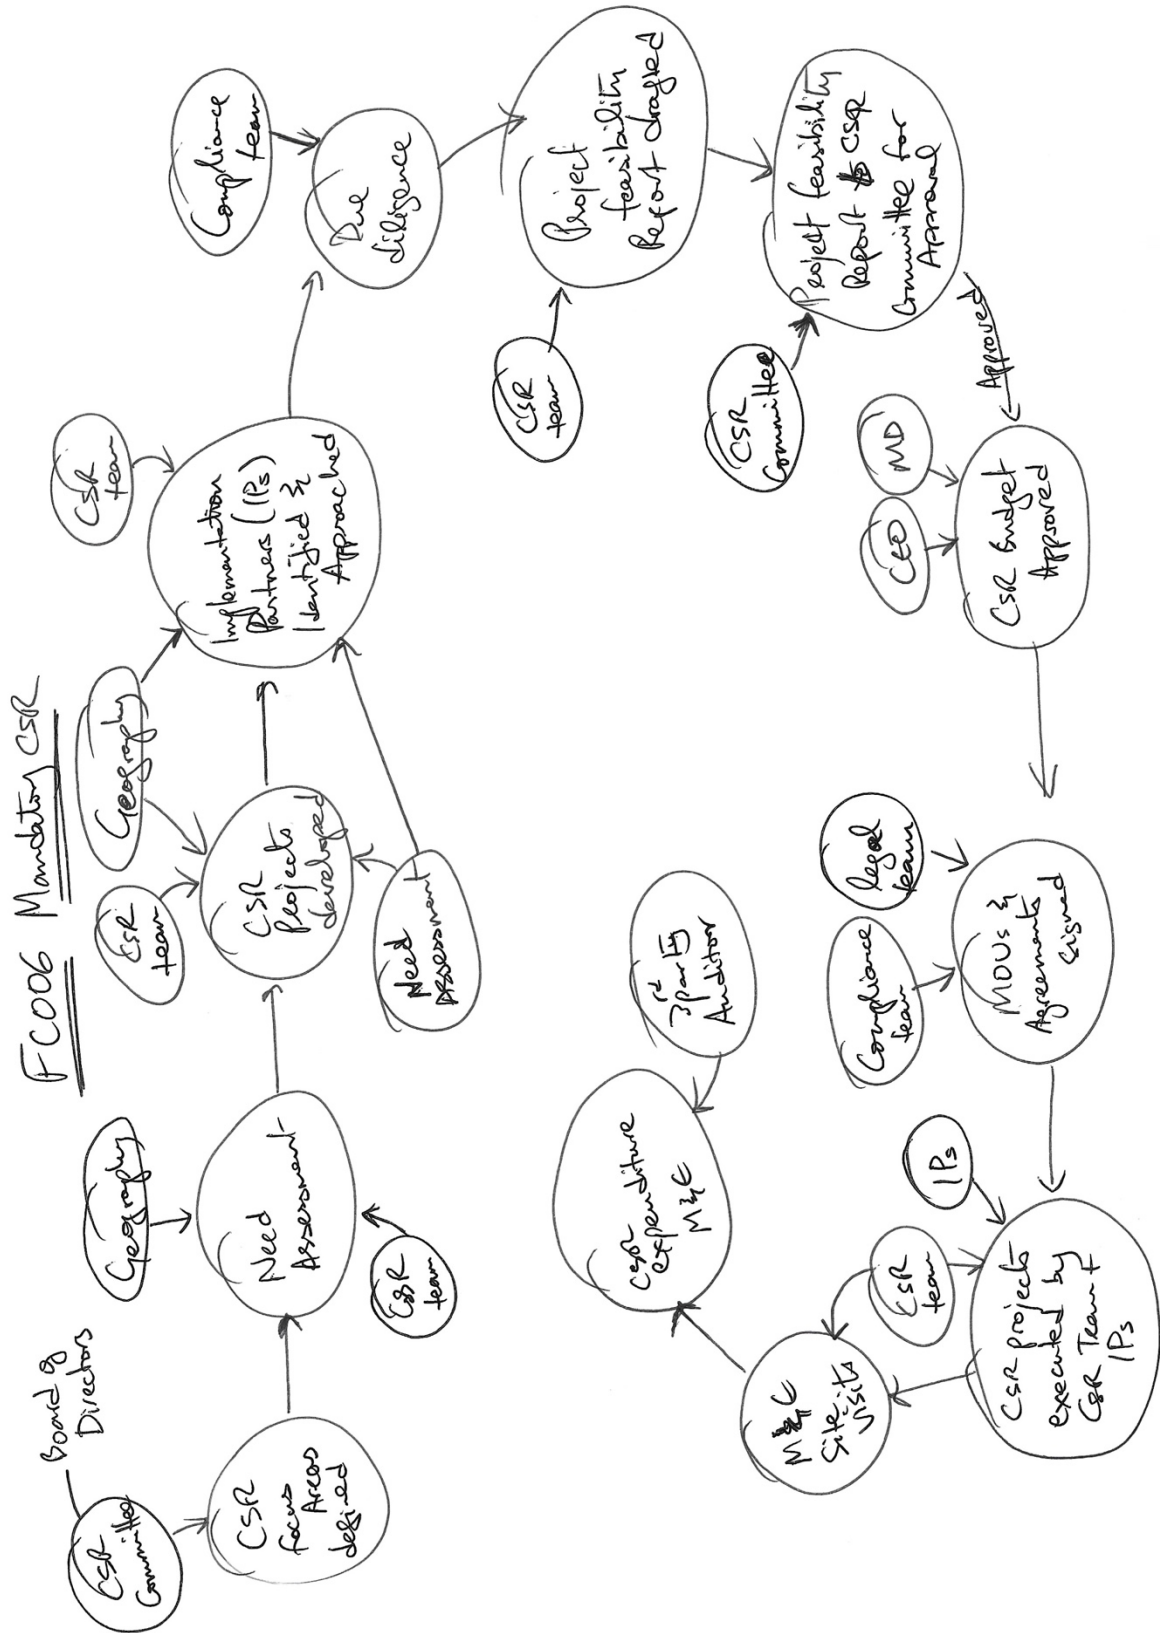 FC006 Mandatory CSR
Board of
Directors
CSR
Committee
CSR
focus
Areas
defined
Geography
Need
Assessment
CSR
team
CSR
team
Geography
CSR
Projects
developed
Need
Assessment
CSR
team
Implementation
Partners (IPs)
Identified &
Approached
Compliance
team
Due
diligence
CSR
team
Project
feasibility
Report drafted
CSR
Committee
Project feasibility
Report to CSR
Committee for
Approval
Approved
CEO
MD
CSR Budget
Approved
Compliance
team
legal
team
MOUs &
Agreements
signed
IPs
CSR
team
CSR projects
executed by
CSR Team +
IPs
M&E
Site-
Visits
CSR
expenditure
M&E
3rd Party
Auditor